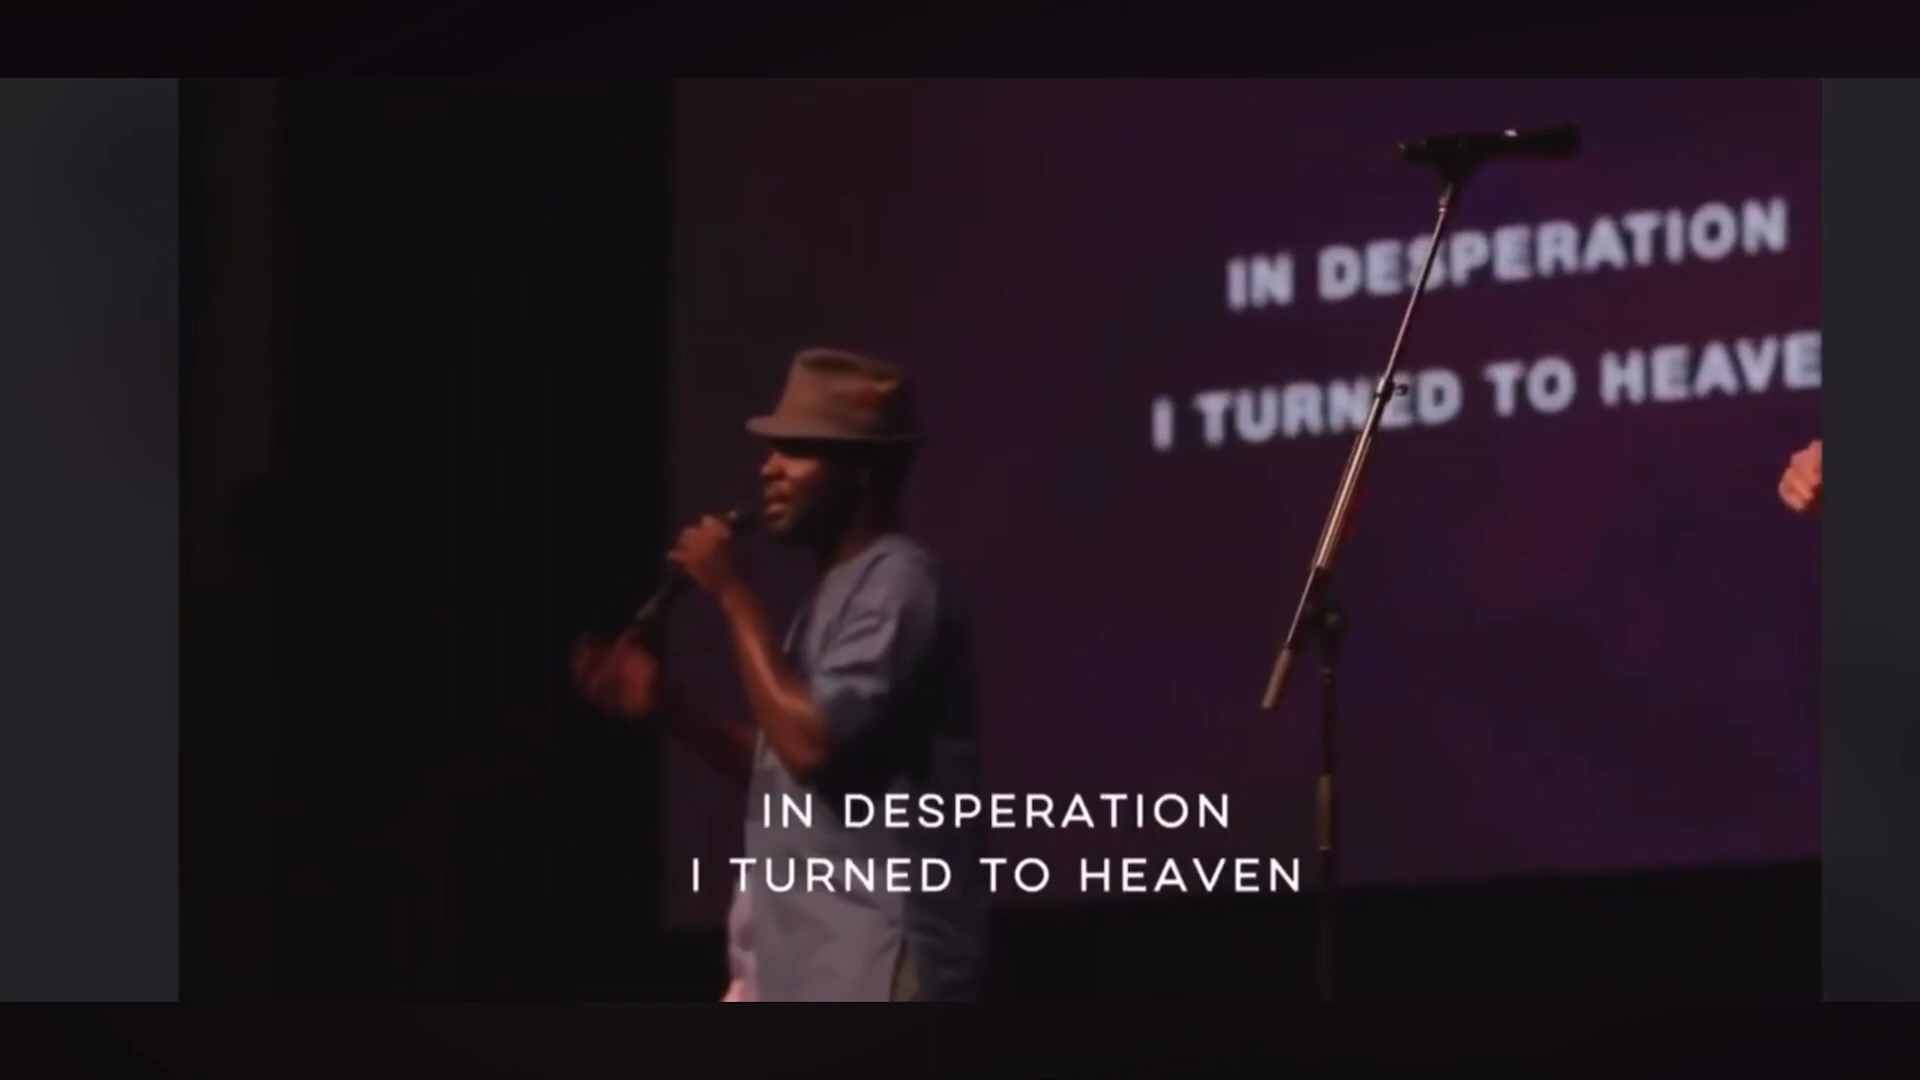 IN DESPERATION
I TURNED TO HEAVE
IN DESPERATION
I TURNED TO HEAVEN